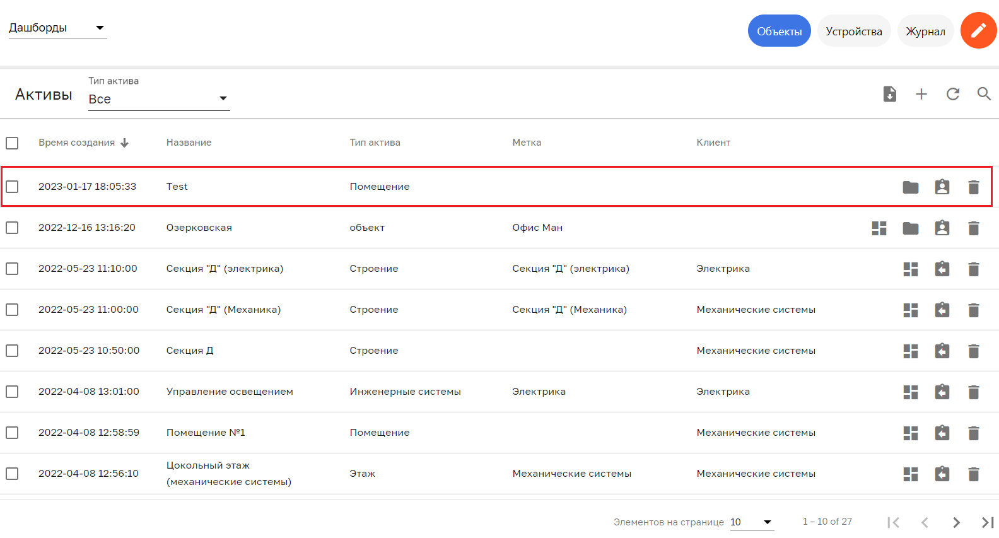 Дашборды
Объекты Устройства Журнал
Тип актива
Активы Все
Время создания Название Тип актива Метка Клиент
2023-01-17 18:05:33 Test Помещение
2022-12-16 13:16:20 Озерковская объект Офис Ман
2022-05-23 11:10:00 Секция "Д" (электрика) Строение Секция "Д" (электрика) Электрика
2022-05-23 11:00:00 Секция "Д" (Механика) Строение Секция "Д" (Механика) Механические системы
2022-05-23 10:50:00 Секция Д Строение Механические системы
2022-04-08 13:01:00 Управление освещением Инженерные системы Электрика Электрика
2022-04-08 12:58:59 Помещение №1 Помещение Механические системы
2022-04-08 12:56:10 Цокольный этаж Этаж Механические системы Механические системы
(механические системы)
Элементов на странице 10 1 – 10 of 27